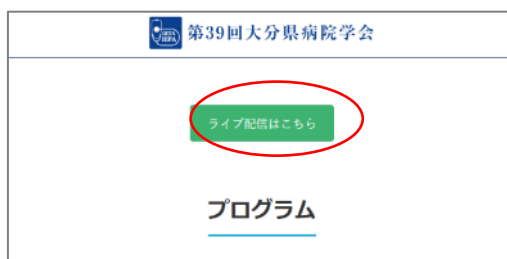 第39回大分県病院学会
ライブ配信はこちら
プログラム